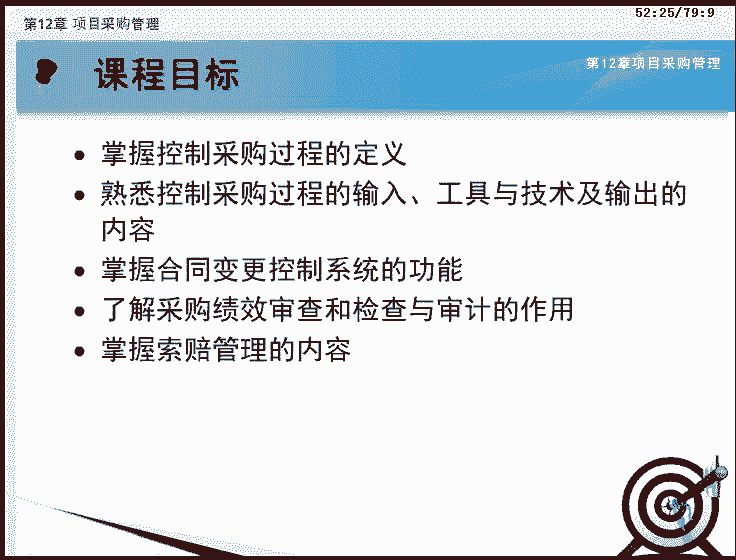 52:25/79:9
第12章 项目采购管理
课程目标
第12章项目采购管理
• 掌握控制采购过程的定义
• 熟悉控制采购过程的输入、工具与技术及输出的
内容
• 掌握合同变更控制系统的功能
• 了解采购绩效审查和检查与审计的作用
• 掌握索赔管理的内容